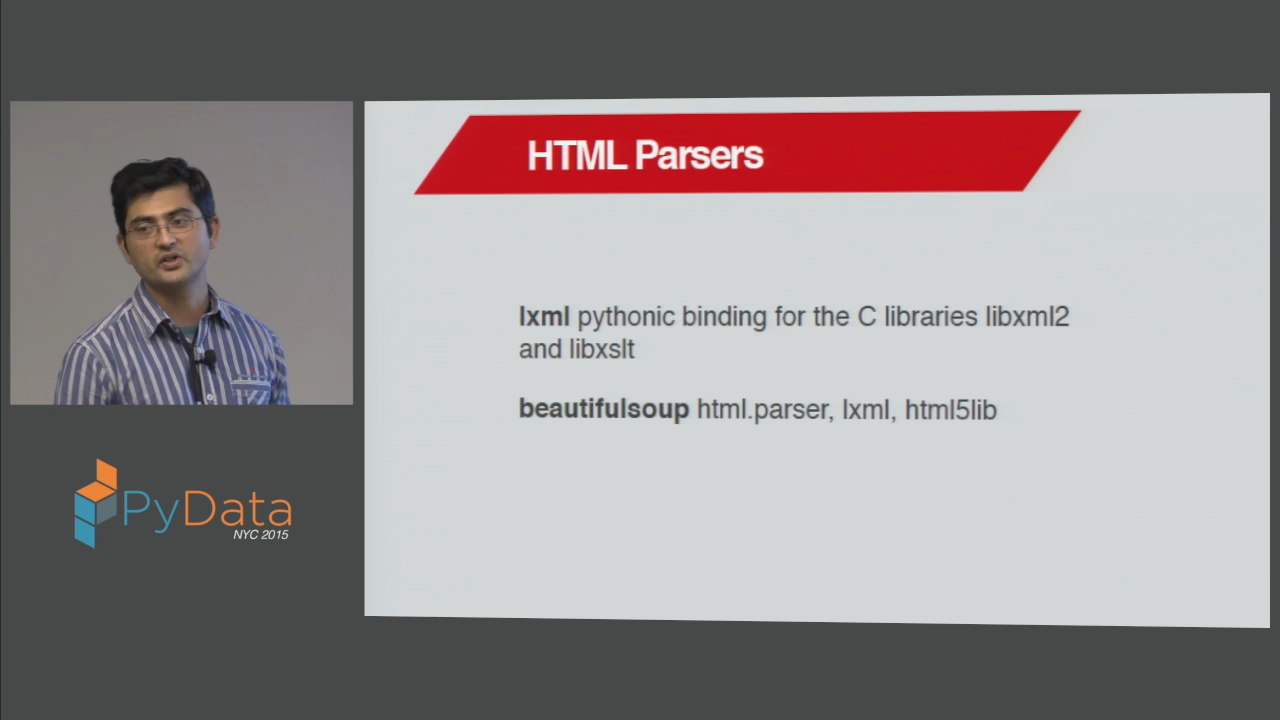 HTML Parsers
lxml pythonic binding for the C libraries libxml2
and libxslt
beautifulsoup html.parser, lxml, html5lib
PyData
NYC 2015